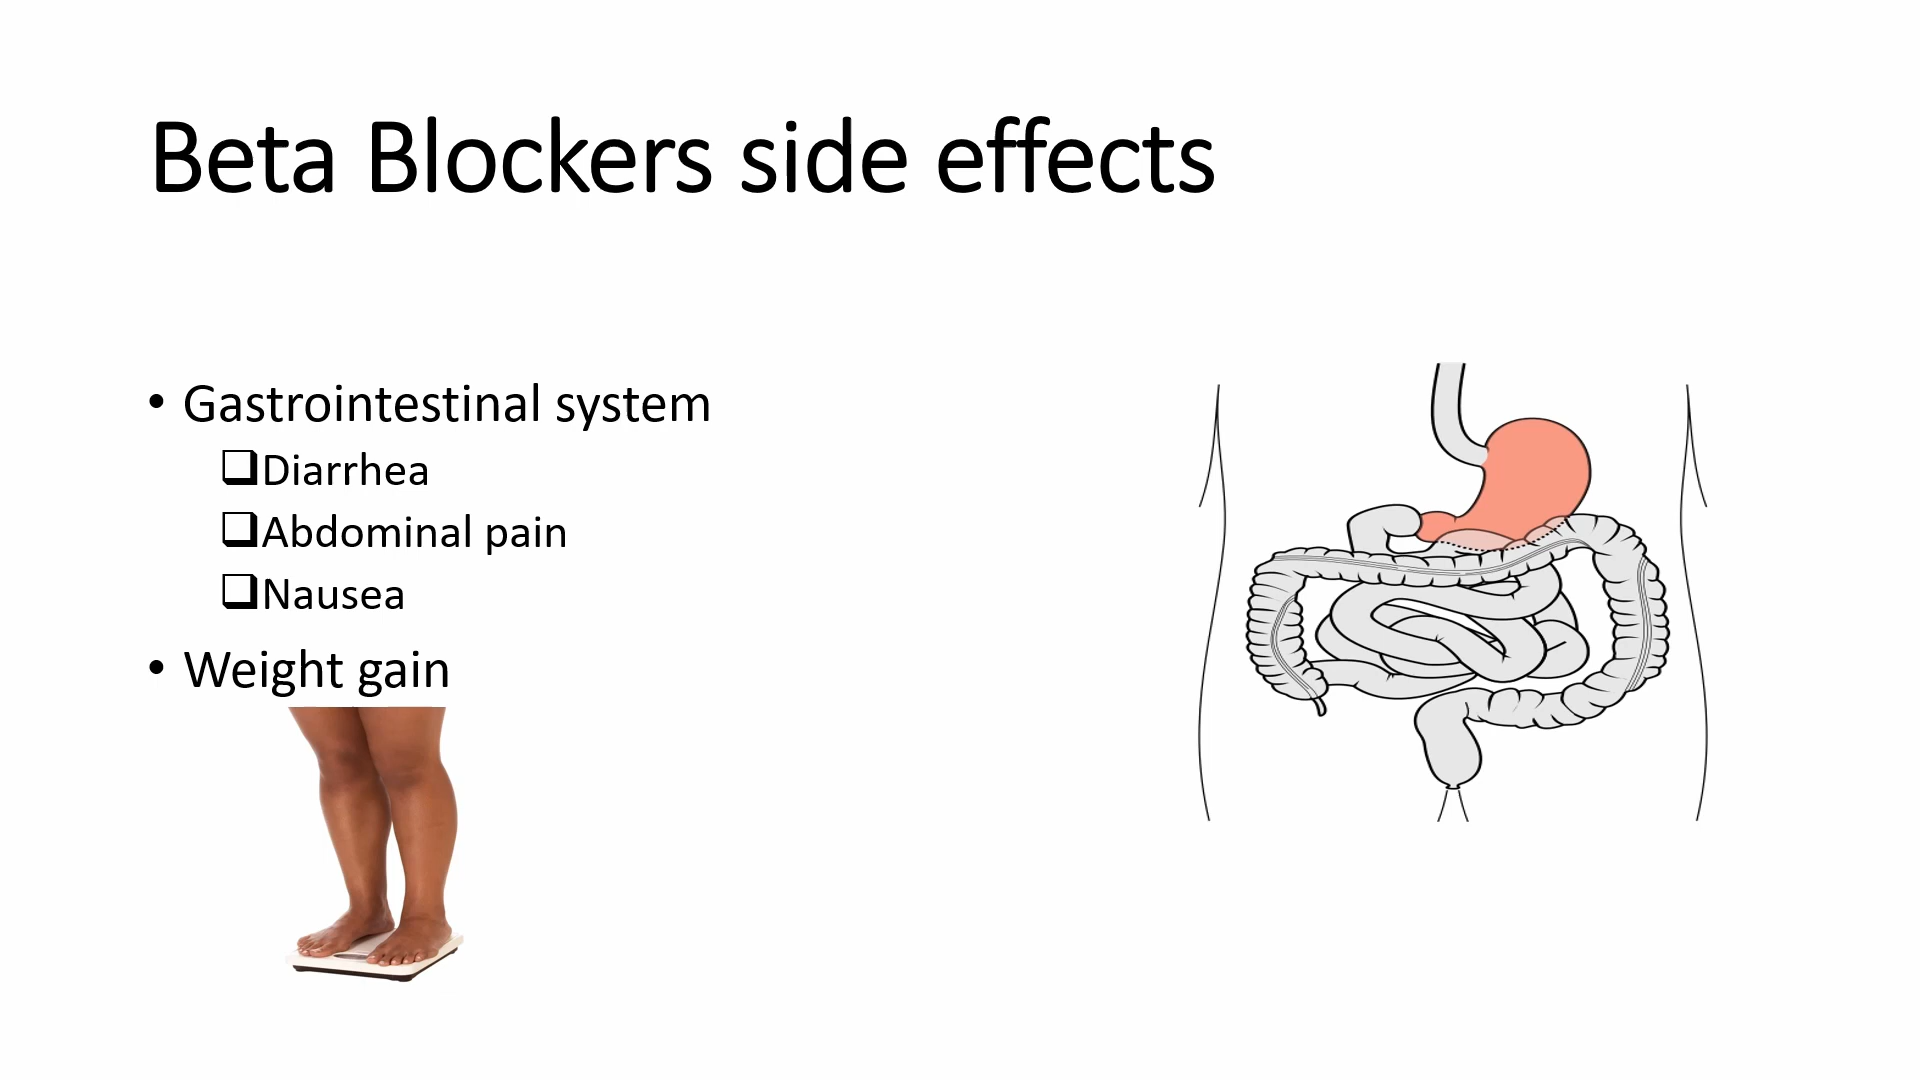 Beta Blockers side effects
• Gastrointestinal system
❑Diarrhea
❑Abdominal pain
❑Nausea
• Weight gain